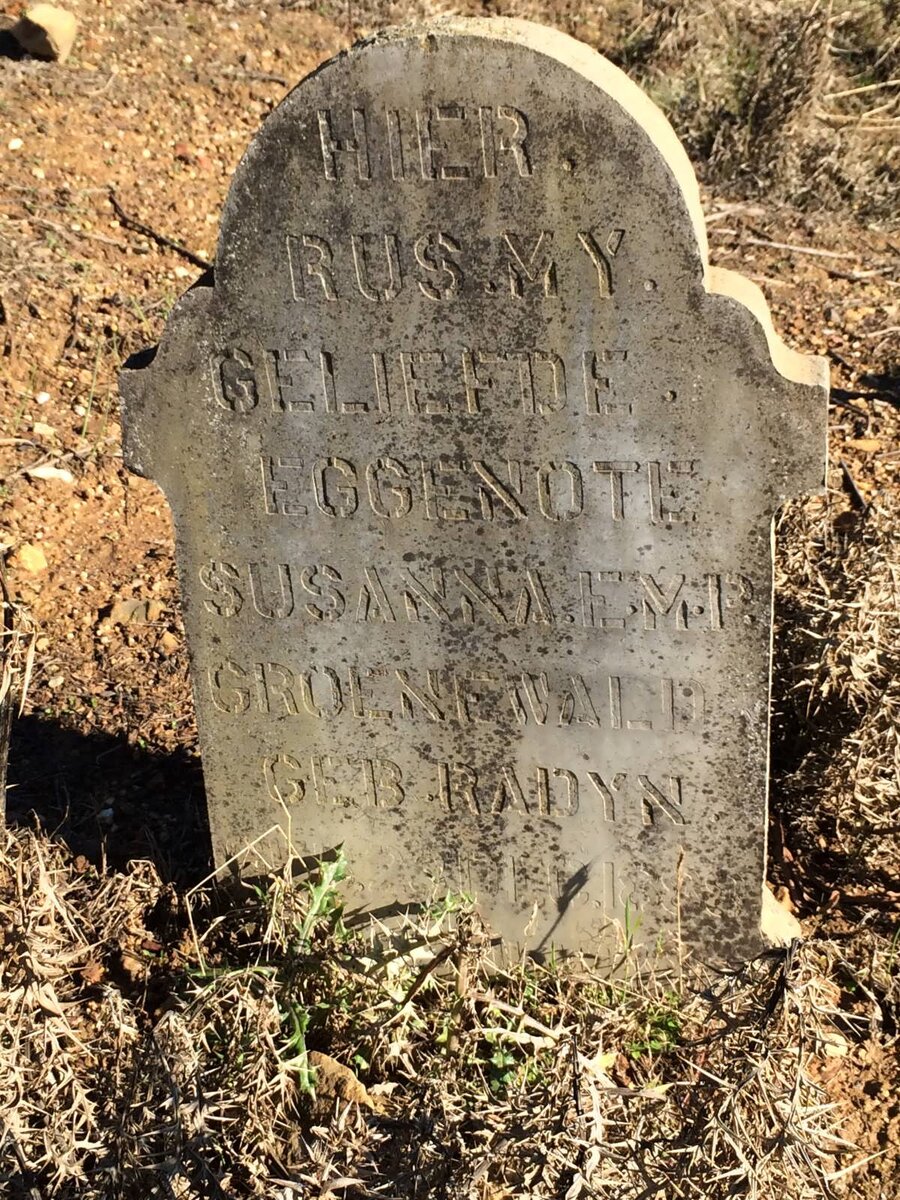 HIER.
RUS.MY.
GELIEFDE.
EGGENOTE
SUSANNA.E.M.P.
GROENEWALD
GEB.RADYN